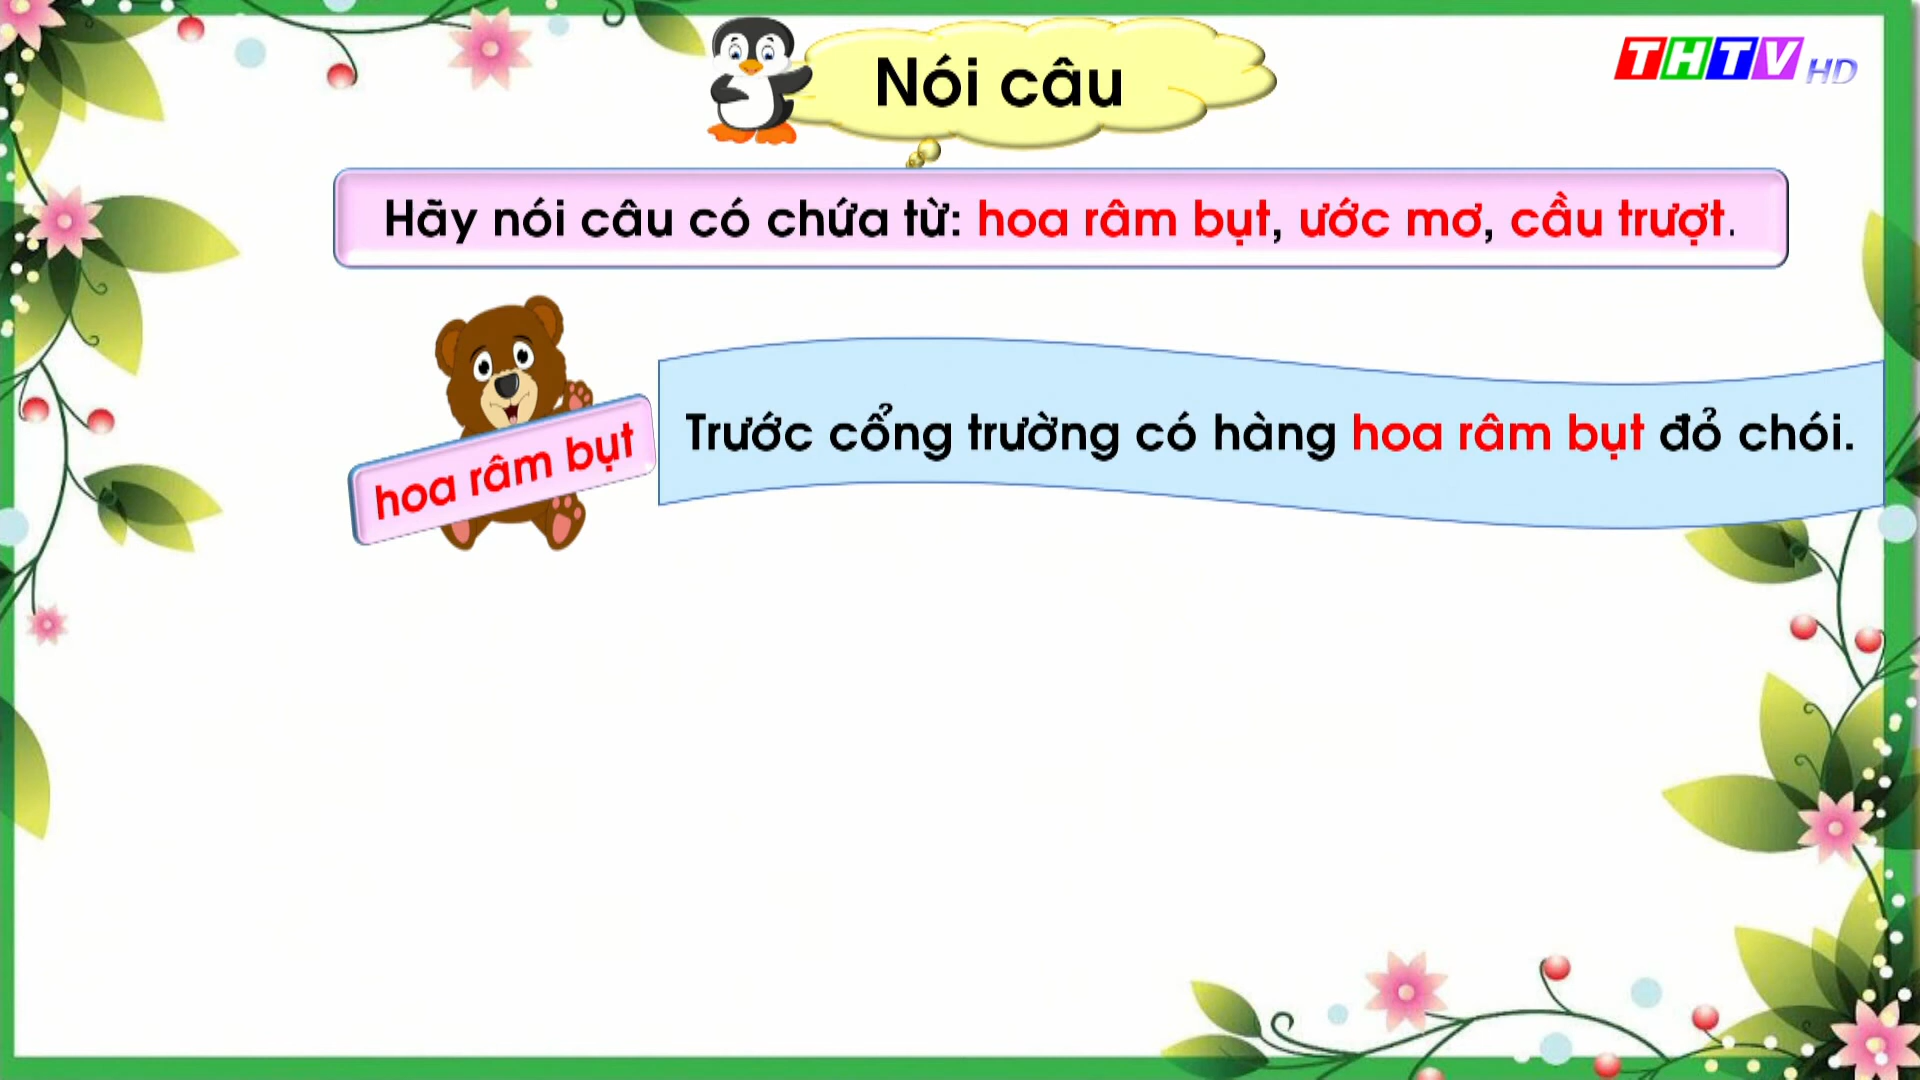 THTV HD
Nói câu
Hãy nói câu có chứa từ: hoa râm bụt, ước mơ, cầu trượt.
hoa râm bụt
Trước cổng trường có hàng hoa râm bụt đỏ chói.